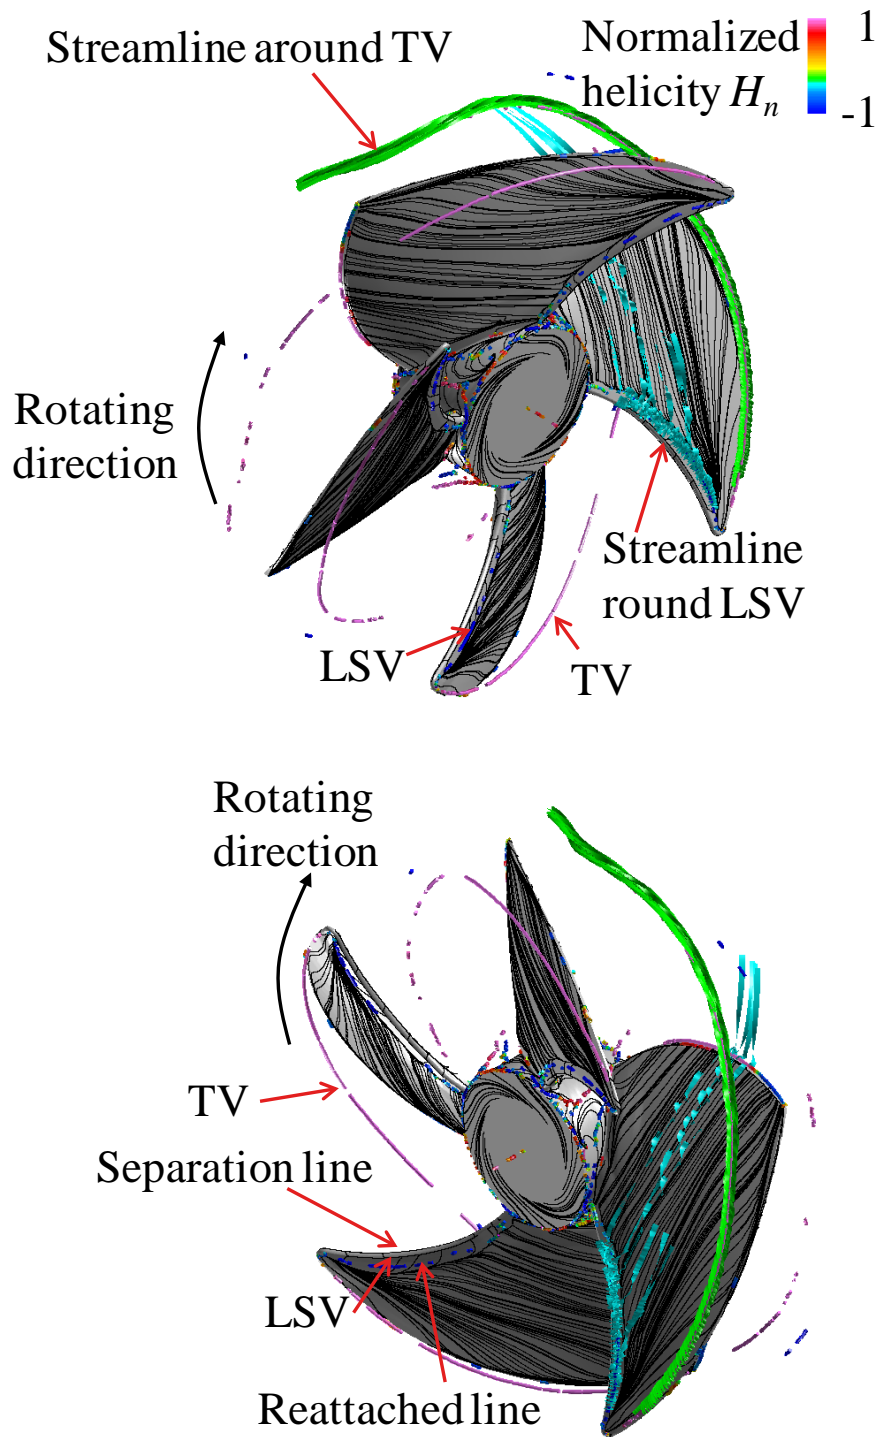 Streamline around TV
Normalized
helicity Hn
1
-1
Rotating
direction
Streamline
round LSV
LSV
TV
Rotating
direction
TV
Separation line
LSV
Reattached line